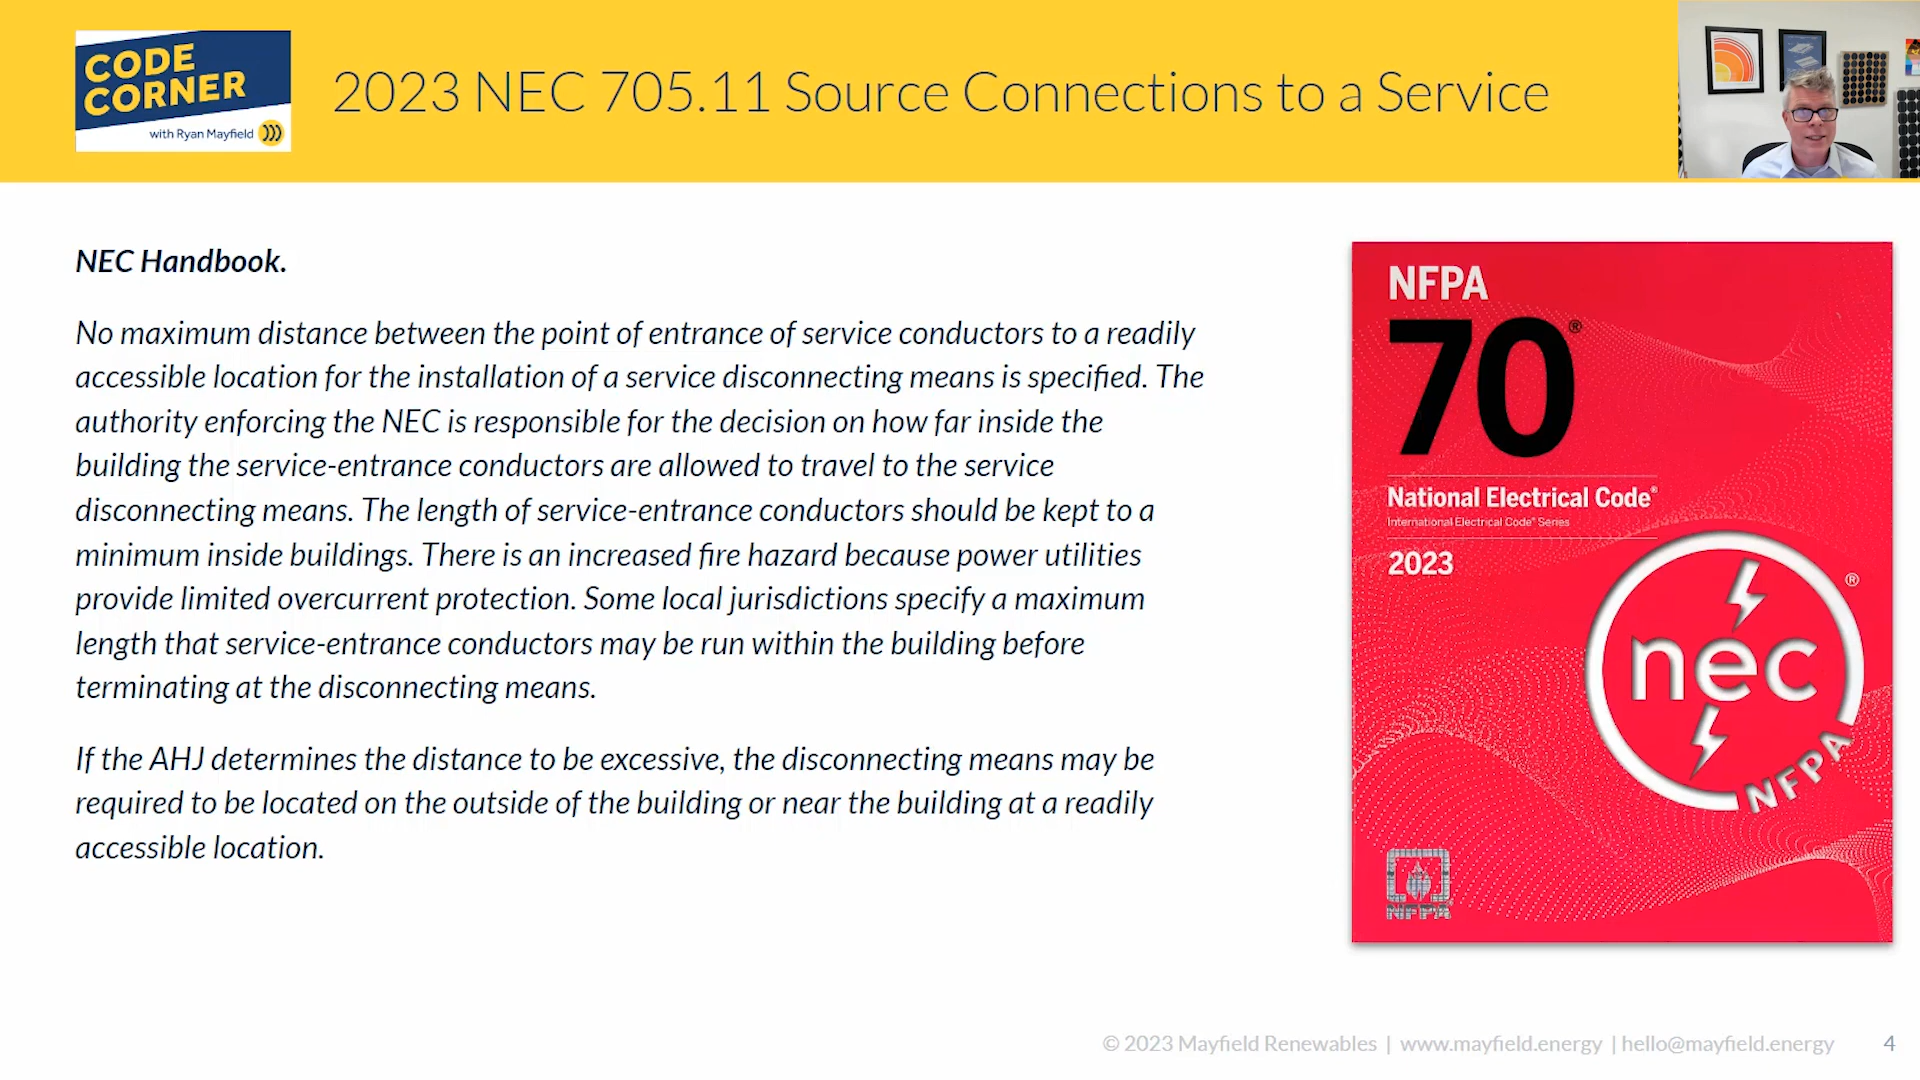 CODE
CORNER
with Ryan Mayfield
2023 NEC 705.11 Source Connections to a Service
NEC Handbook.
No maximum distance between the point of entrance of service conductors to a readily
accessible location for the installation of a service disconnecting means is specified. The
authority enforcing the NEC is responsible for the decision on how far inside the
building the service-entrance conductors are allowed to travel to the service
disconnecting means. The length of service-entrance conductors should be kept to a
minimum inside buildings. There is an increased fire hazard because power utilities
provide limited overcurrent protection. Some local jurisdictions specify a maximum
length that service-entrance conductors may be run within the building before
terminating at the disconnecting means.
If the AHJ determines the distance to be excessive, the disconnecting means may be
required to be located on the outside of the building or near the building at a readily
accessible location.
NFPA
70®
National Electrical Code®
International Electrical Code® Series
2023
nec
NFPA
®
NFPA
© 2023 Mayfield Renewables | www.mayfield.energy | hello@mayfield.energy
4